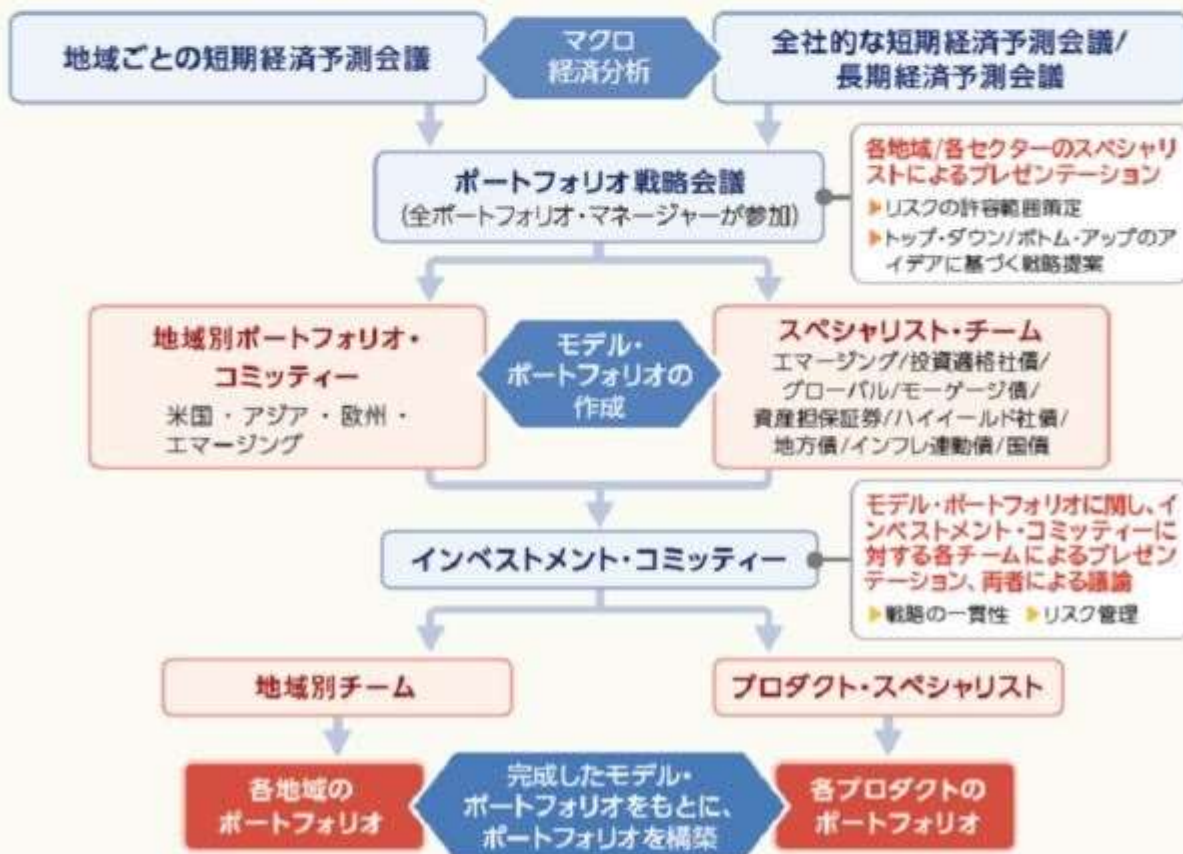 地域ごとの短期経済予測会議
マクロ
経済分析
全社的な短期経済予測会議/
長期経済予測会議
ポートフォリオ戦略会議
(全ポートフォリオ・マネージャーが参加)
各地域/各セクターのスペシャリ
ストによるプレゼンテーション
▶リスクの許容範囲策定
▶トップ・ダウン/ボトム・アップのア
イデアに基づく戦略提案
地域別ポートフォリオ・
コミッティー
米国・アジア・欧州・
エマージング
モデル・
ポートフォリオの
作成
スペシャリスト・チーム
エマージング/投資適格社債/
グローバル/モーゲージ債/
資産担保証券/ハイイールド社債/
地方債/インフレ連動債/国債
インベストメント・コミッティー
モデル・ポートフォリオに関し、イ
ンベストメント・コミッティーに
対する各チームによるプレゼン
テーション、両者による議論
▶戦略の一貫性 ▶リスク管理
地域別チーム
プロダクト・スペシャリスト
各地域の
ポートフォリオ
完成したモデル・
ポートフォリオをもとに、
ポートフォリオを構築
各プロダクトの
ポートフォリオ